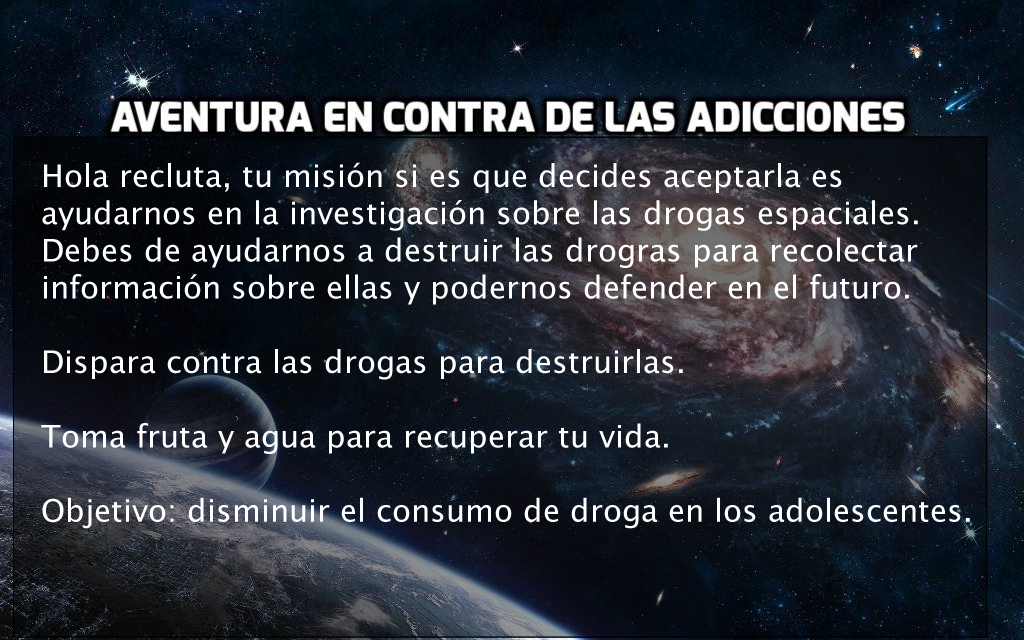 AVENTURA EN CONTRA DE LAS ADICCIONES
Hola recluta, tu misión si es que decides aceptarla es
ayudarnos en la investigación sobre las drogas espaciales.
Debes de ayudarnos a destruir las drogras para recolectar
información sobre ellas y podernos defender en el futuro.
Dispara contra las drogas para destruirlas.
Toma fruta y agua para recuperar tu vida.
Objetivo: disminuir el consumo de droga en los adolescentes.